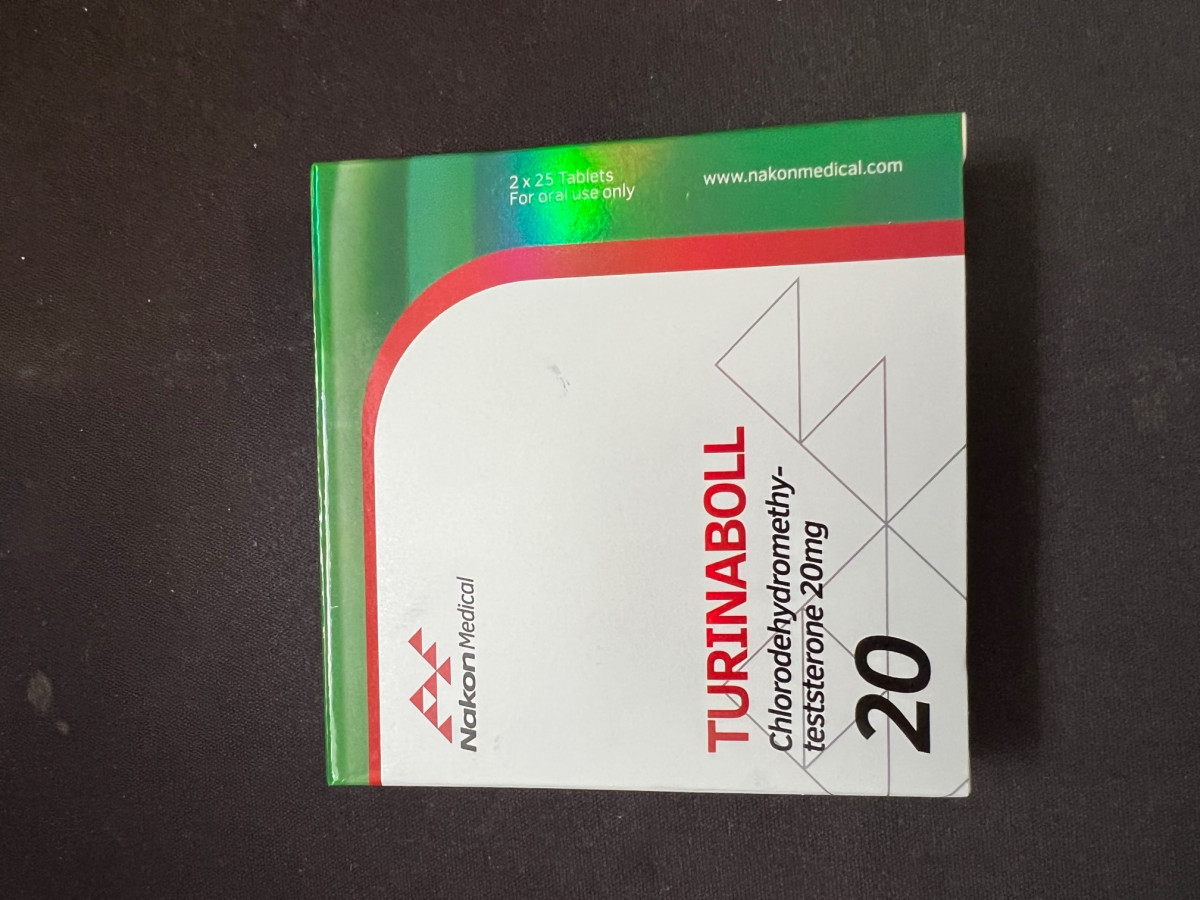 2 x 25 Tablets
For oral use only
www.nakonmedical.com
Nakon Medical
TURINABOLL
Chlorodehydromethy-
teststerone 20mg
20